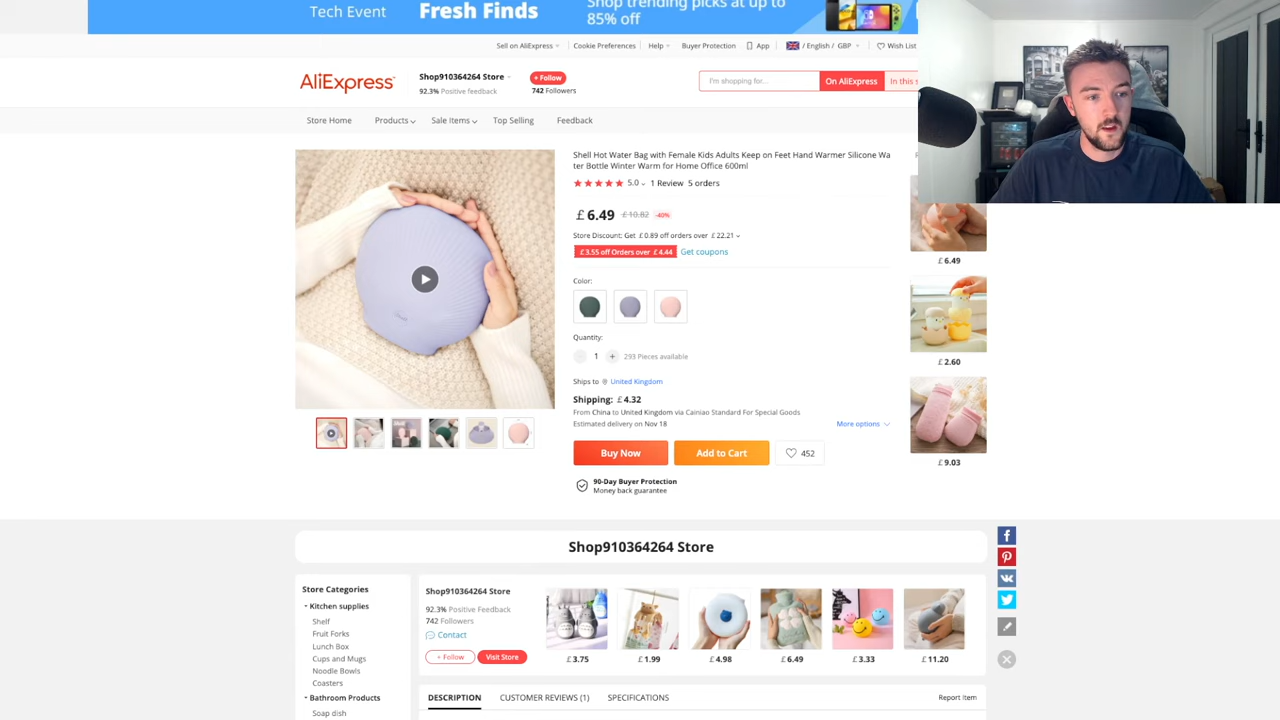 Tech Event
Fresh Finds
Shop trending picks at up to
85% off
Sell on AliExpress
Cookie Preferences
Help
Buyer Protection
App
/ English / GBP
Wish List
AliExpress
Shop910364264 Store
92.3% Positive feedback
+ Follow
742 Followers
I'm shopping for...
On AliExpress
In this s
Store Home
Products
Sale Items
Top Selling
Feedback
Shell Hot Water Bag with Female Kids Adults Keep on Feet Hand Warmer Silicone Wa
ter Bottle Winter Warm for Home Office 600ml
5.0
1 Review
5 orders
£ 6.49
£ 10.82
-40%
Store Discount: Get £ 0.89 off orders over £ 22.21
£ 3.55 off Orders over £ 4.44
Get coupons
Color:
Quantity:
1
+
293 Pieces available
Ships to
United Kingdom
Shipping: £ 4.32
From China to United Kingdom via Cainiao Standard For Special Goods
Estimated delivery on Nov 18
More options
Buy Now
Add to Cart
452
90-Day Buyer Protection
Money back guarantee
£ 6.49
£ 2.60
£ 9.03
Shop910364264 Store
Store Categories
Kitchen supplies
Shelf
Fruit Forks
Lunch Box
Cups and Mugs
Noodle Bowls
Coasters
Bathroom Products
Soap dish
Shop910364264 Store
92.3% Positive Feedback
742 Followers
Contact
+ Follow
Visit Store
£ 3.75
£ 1.99
£ 4.98
£ 6.49
£ 3.33
£ 11.20
DESCRIPTION
CUSTOMER REVIEWS (1)
SPECIFICATIONS
Report Item